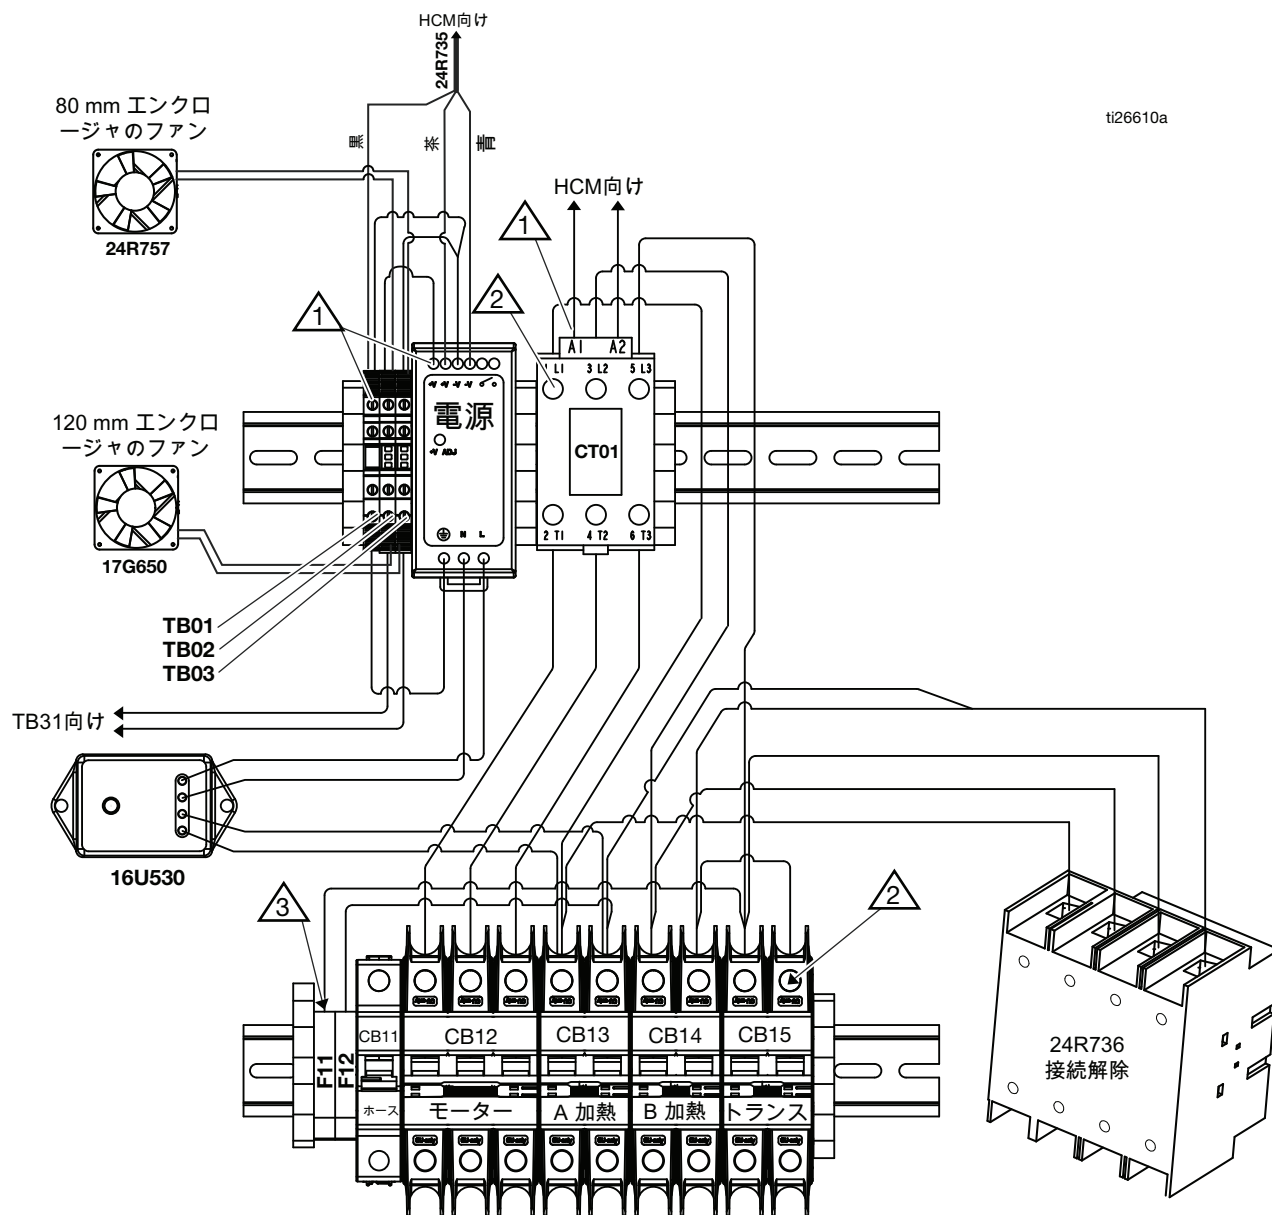 HCM向け
24R735
80 mm エンクロ
ージャのファン
ti26610a
黒
茶
青
HCM向け
24R757
1
2
1
A1 A2
1 L1 3 L2 5 L3
+V +V -V -V
電源
+V ADJ
CT01
120 mm エンクロ
ージャのファン
N L
2 T1 4 T2 6 T3
17G650
TB01
TB02
TB03
TB31向け
16U530
3
2
F11
F12
CB11
CB12
CB13
CB14
CB15
ホース
モーター
A 加熱
B 加熱
トランス
24R736
接続解除